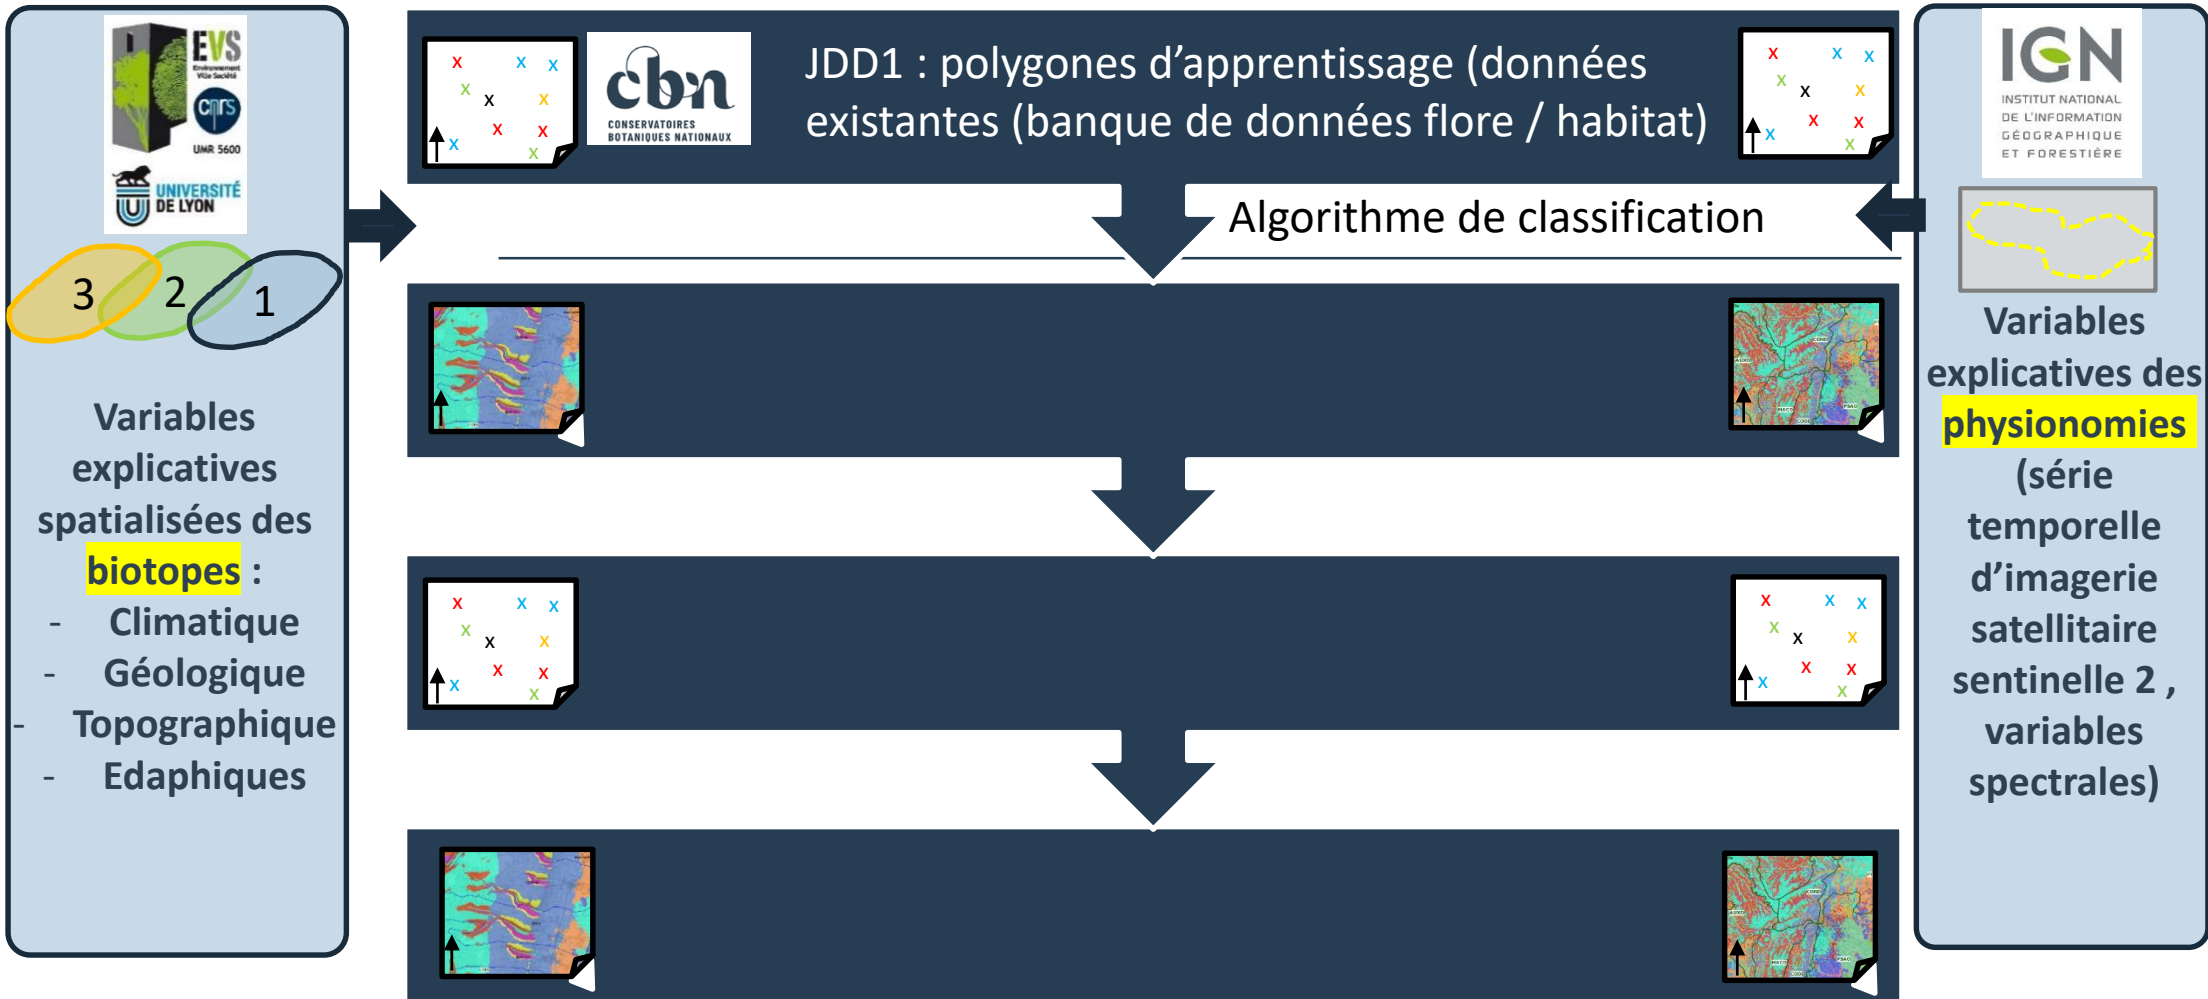 EVS
Environnement
Ville Société
cnrs
UMR 5600
UNIVERSITÉ
DE LYON
3 2 1
Variables
explicatives
spatialisées des
biotopes :
- Climatique
- Géologique
- Topographique
- Edaphiques
cbn
CONSERVATOIRES
BOTANIQUES NATIONAUX
JDD1 : polygones d’apprentissage (données
existantes (banque de données flore / habitat)
Algorithme de classification
IGN
INSTITUT NATIONAL
DE L'INFORMATION
GÉOGRAPHIQUE
ET FORESTIÈRE
Variables
explicatives des
physionomies
(série
temporelle
d’imagerie
satellitaire
sentinelle 2 ,
variables
spectrales)